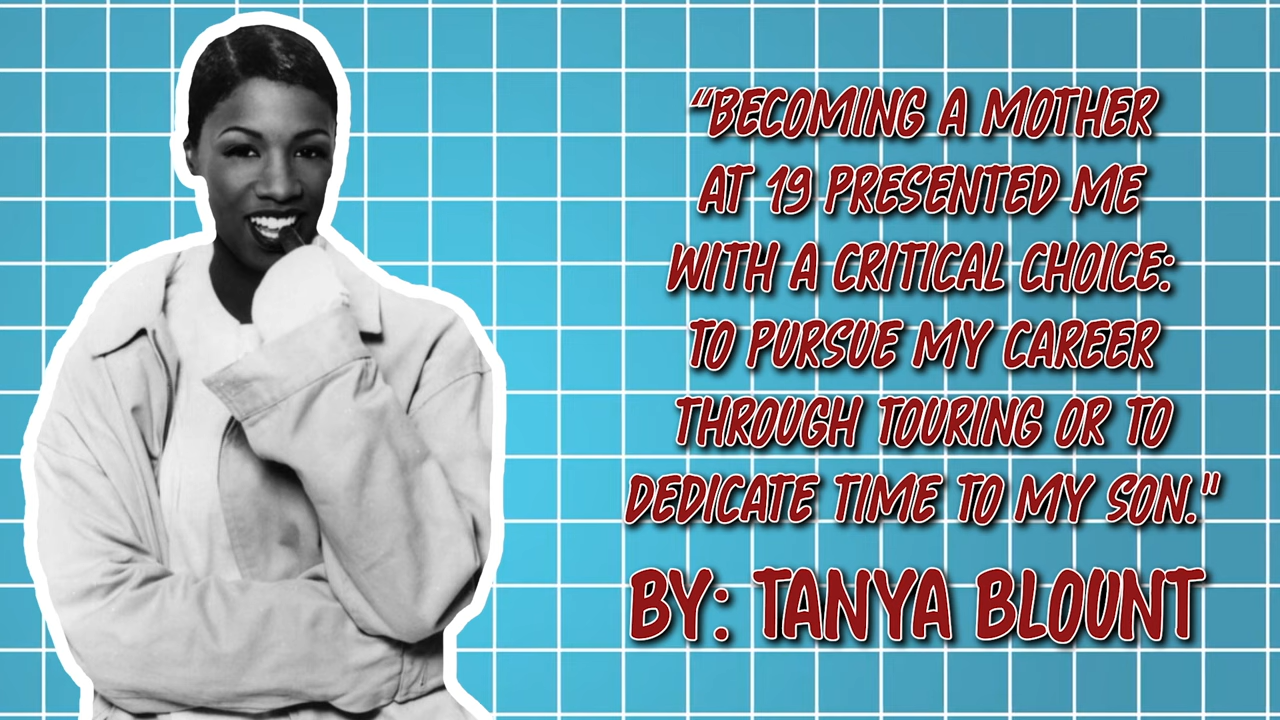 “BECOMING A MOTHER
AT 19 PRESENTED ME
WITH A CRITICAL CHOICE:
TO PURSUE MY CAREER
THROUGH TOURING OR TO
DEDICATE TIME TO MY SON."
BY: TANYA BLOUNT